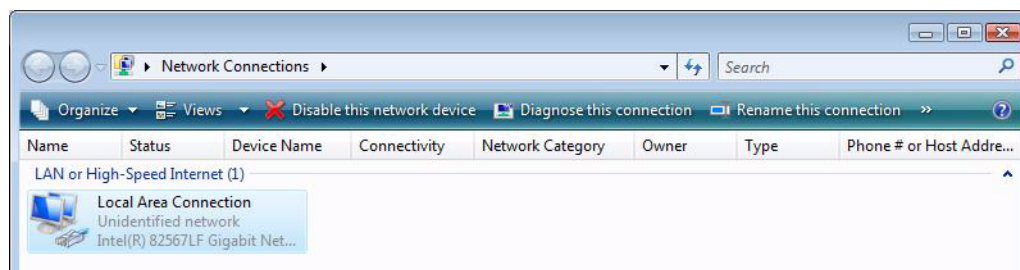 Network Connections
Search
Organize Views Disable this network device Diagnose this connection Rename this connection »
Name Status Device Name Connectivity Network Category Owner Type Phone # or Host Addre...
LAN or High-Speed Internet (1)
Local Area Connection
Unidentified network
Intel(R) 82567LF Gigabit Net...